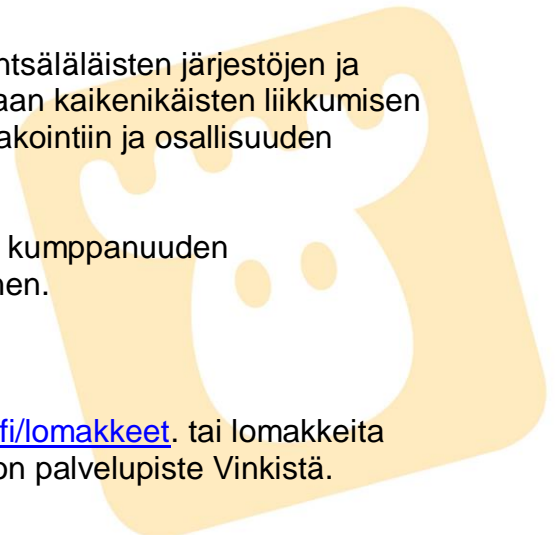 ntsäläläisten järjestöjen ja
aan kaikenikäisten liikkumisen
akointiin ja osallisuuden
kumppanuuden
nen.
fi/lomakkeet. tai lomakkeita
on palvelupiste Vinkistä.